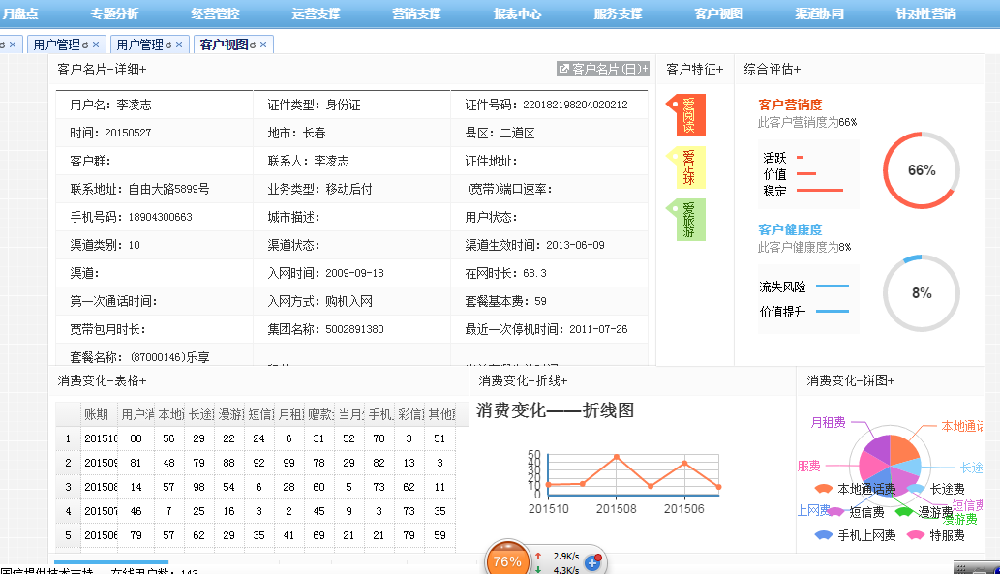 月盘点 专题分析 经营管控 运营支撑 营销支撑 报表中心 服务支撑 客户视图 渠道协同 针对性营销
× 用户管理 × 用户管理 × 客户视图 ×
客户名片-详细+ 客户名片(日)+ 客户特征+ 综合评估+
用户名: 李凌志 证件类型: 身份证 证件号码: 220182198204020212
时间: 20150527 地市: 长春 县区: 二道区
客户群: 联系人: 李凌志 证件地址:
联系地址: 自由大路5899号 业务类型: 移动后付 (宽带)端口速率:
手机号码: 18904300663 城市描述: 用户状态:
渠道类别: 10 渠道状态: 渠道生效时间: 2013-06-09
渠道: 入网时间: 2009-09-18 在网时长: 68.3
第一次通话时间: 入网方式: 购机入网 套餐基本费: 59
宽带包月时长: 集团名称: 5002891380 最近一次停机时间: 2011-07-26
套餐名称: (87000146)乐享
爱阅读
爱足球
爱旅游
客户营销度
此客户营销度为66%
活跃
价值
稳定
66%
客户健康度
此客户健康度为8%
流失风险
价值提升
8%
消费变化-表格+
账期 用户消 本地通 长途费 漫游费 短信费 月租费 赠款金 当月分 手机上 彩信费 其他费
1 201510 80 56 29 22 24 6 31 52 78 3 51
2 201509 81 48 79 88 92 99 78 29 82 13 3
3 201508 14 57 98 54 6 28 60 5 73 62 11
4 201507 46 7 25 16 3 2 45 9 3 73 35
5 201506 79 57 62 29 35 41 69 21 21 79 59
消费变化-折线+
消费变化——折线图
50
40
30
20
10
0
201510 201508 201506
消费变化-饼图+
月租费 本地通话
服费 长途
上网费 短信费
漫游费
本地通话费 长途费
短信费 漫游费
手机上网费 特服费
76% 2.9K/s
4.3K/s
国信提供技术支持 在线用户数: 143